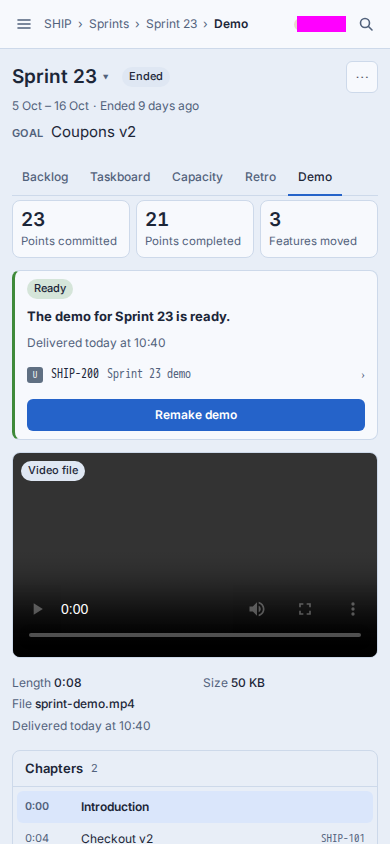 SHIP › Sprints › Sprint 23 › Demo
Sprint 23 ▾ Ended ...
5 Oct – 16 Oct · Ended 9 days ago
GOAL Coupons v2
Backlog Taskboard Capacity Retro Demo
23 21 3
Points committed Points completed Features moved
Ready
The demo for Sprint 23 is ready.
Delivered today at 10:40
U SHIP-200 Sprint 23 demo ›
Remake demo
Video file
0:00
Length 0:08 Size 50 KB
File sprint-demo.mp4
Delivered today at 10:40
Chapters 2
0:00 Introduction
0:04 Checkout v2 SHIP-101